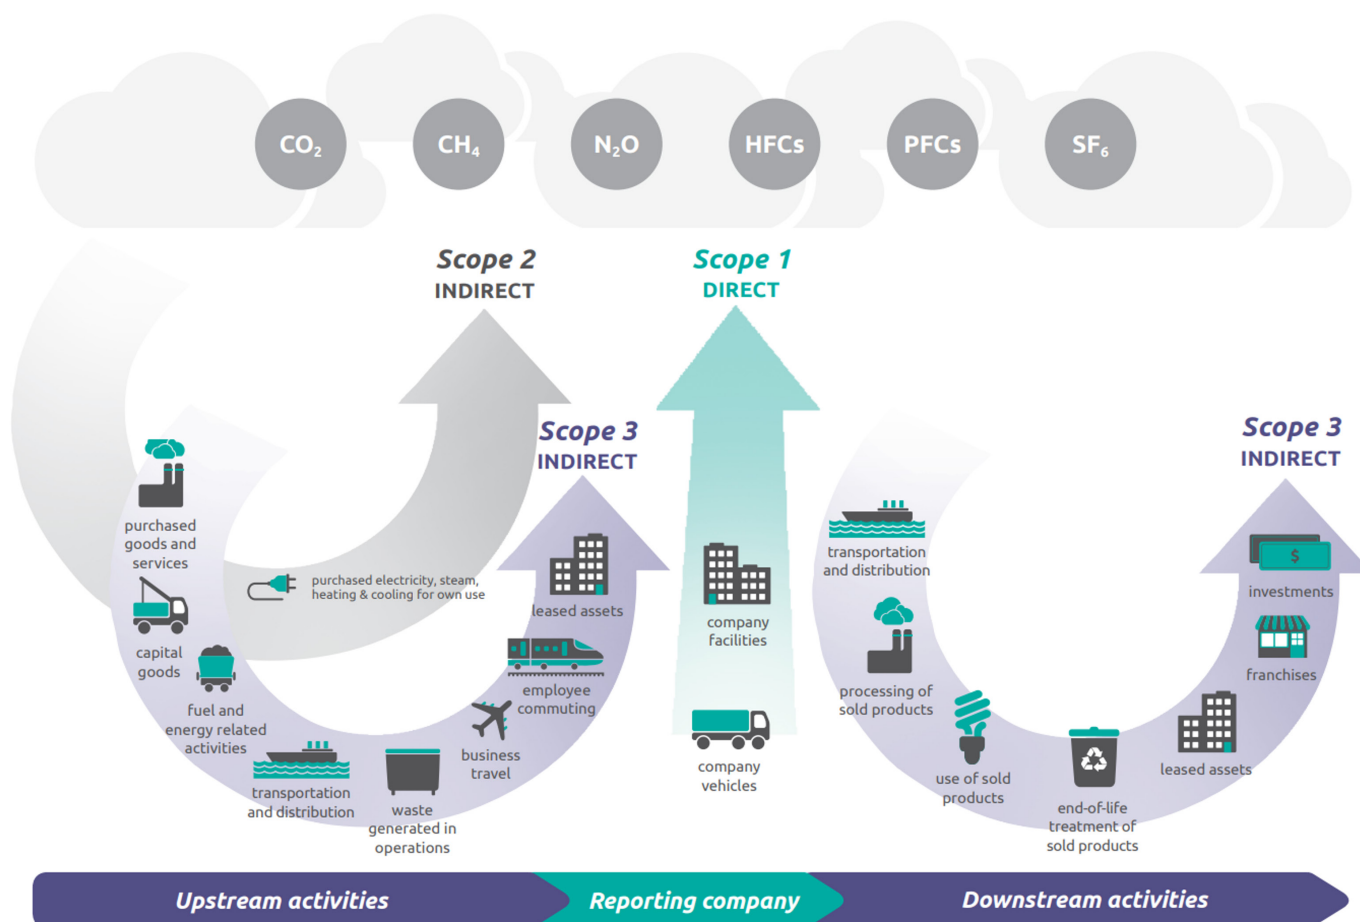 CO₂
CH₄
N₂O
HFCs
PFCs
SF₆
Scope 2
INDIRECT
Scope 1
DIRECT
Scope 3
INDIRECT
Scope 3
INDIRECT
purchased
goods and
services
capital
goods
fuel and
energy related
activities
transportation
and distribution
waste
generated in
operations
business
travel
employee
commuting
leased assets
purchased electricity, steam,
heating & cooling for own use
company
facilities
company
vehicles
transportation
and distribution
processing of
sold products
use of sold
products
end-of-life
treatment of
sold products
leased assets
franchises
$
investments
Upstream activities
Reporting company
Downstream activities